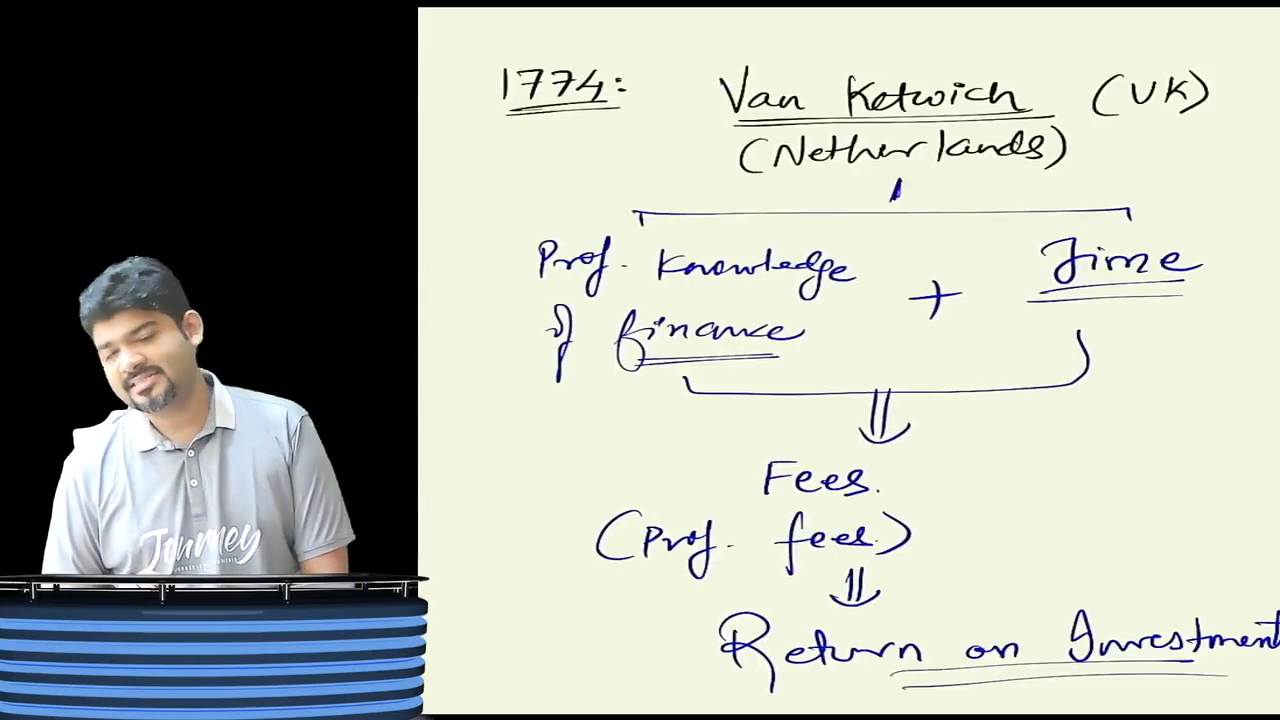 1774: Van Ketwich (UK)
(Netherlands)
Prof. Knowledge + Time
of finance
Fees.
(Prof. fees.)
Return on Investment
Journey